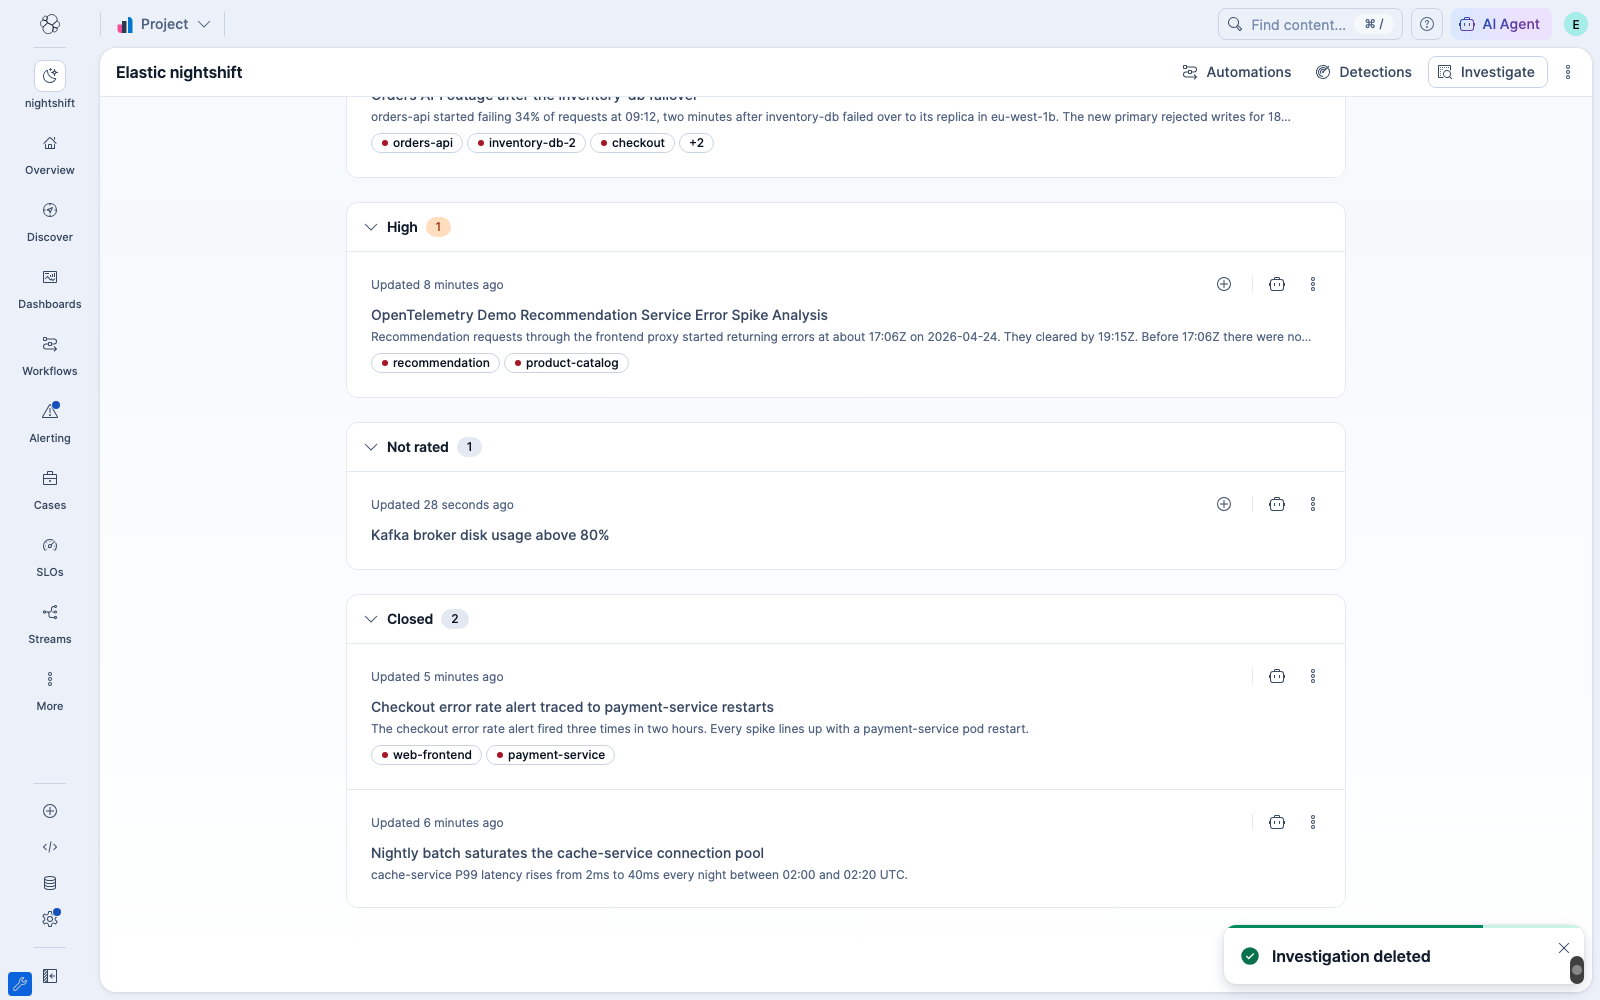 Project
Find content...
⌘ /
AI Agent
E
Elastic nightshift
Automations
Detections
Investigate
nightshift
Overview
Discover
Dashboards
Workflows
Alerting
Cases
SLOs
Streams
More
Orders API outage after the inventory-db failover
orders-api started failing 34% of requests at 09:12, two minutes after inventory-db failed over to its replica in eu-west-1b. The new primary rejected writes for 18...
orders-api
inventory-db-2
checkout
+2
High 1
Updated 8 minutes ago
OpenTelemetry Demo Recommendation Service Error Spike Analysis
Recommendation requests through the frontend proxy started returning errors at about 17:06Z on 2026-04-24. They cleared by 19:15Z. Before 17:06Z there were no...
recommendation
product-catalog
Not rated 1
Updated 28 seconds ago
Kafka broker disk usage above 80%
Closed 2
Updated 5 minutes ago
Checkout error rate alert traced to payment-service restarts
The checkout error rate alert fired three times in two hours. Every spike lines up with a payment-service pod restart.
web-frontend
payment-service
Updated 6 minutes ago
Nightly batch saturates the cache-service connection pool
cache-service P99 latency rises from 2ms to 40ms every night between 02:00 and 02:20 UTC.
Investigation deleted